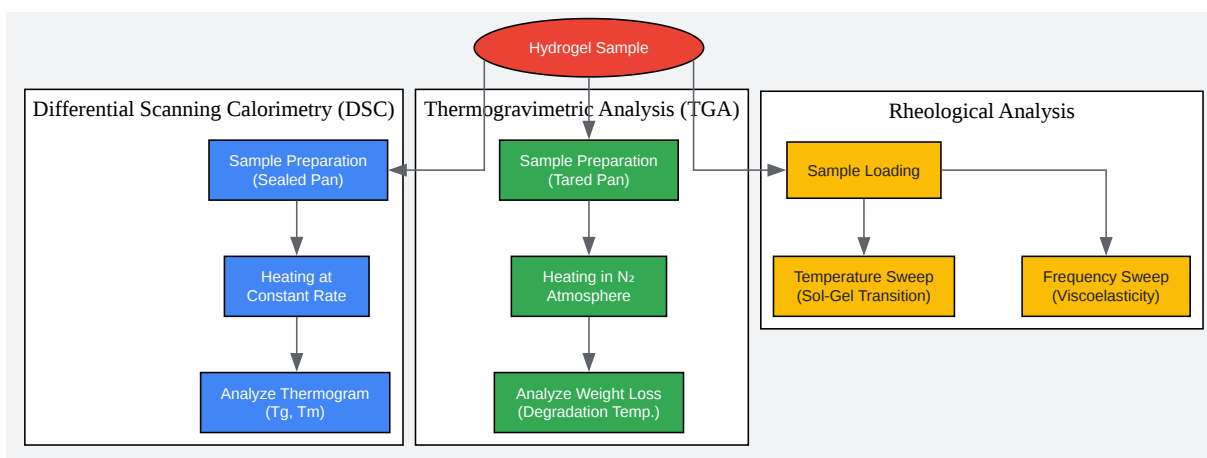 Hydrogel Sample
Differential Scanning Calorimetry (DSC)
Sample Preparation
(Sealed Pan)
Heating at
Constant Rate
Analyze Thermogram
(Tg, Tm)
Thermogravimetric Analysis (TGA)
Sample Preparation
(Tared Pan)
Heating in N₂
Atmosphere
Analyze Weight Loss
(Degradation Temp.)
Rheological Analysis
Sample Loading
Temperature Sweep
(Sol-Gel Transition)
Frequency Sweep
(Viscoelasticity)